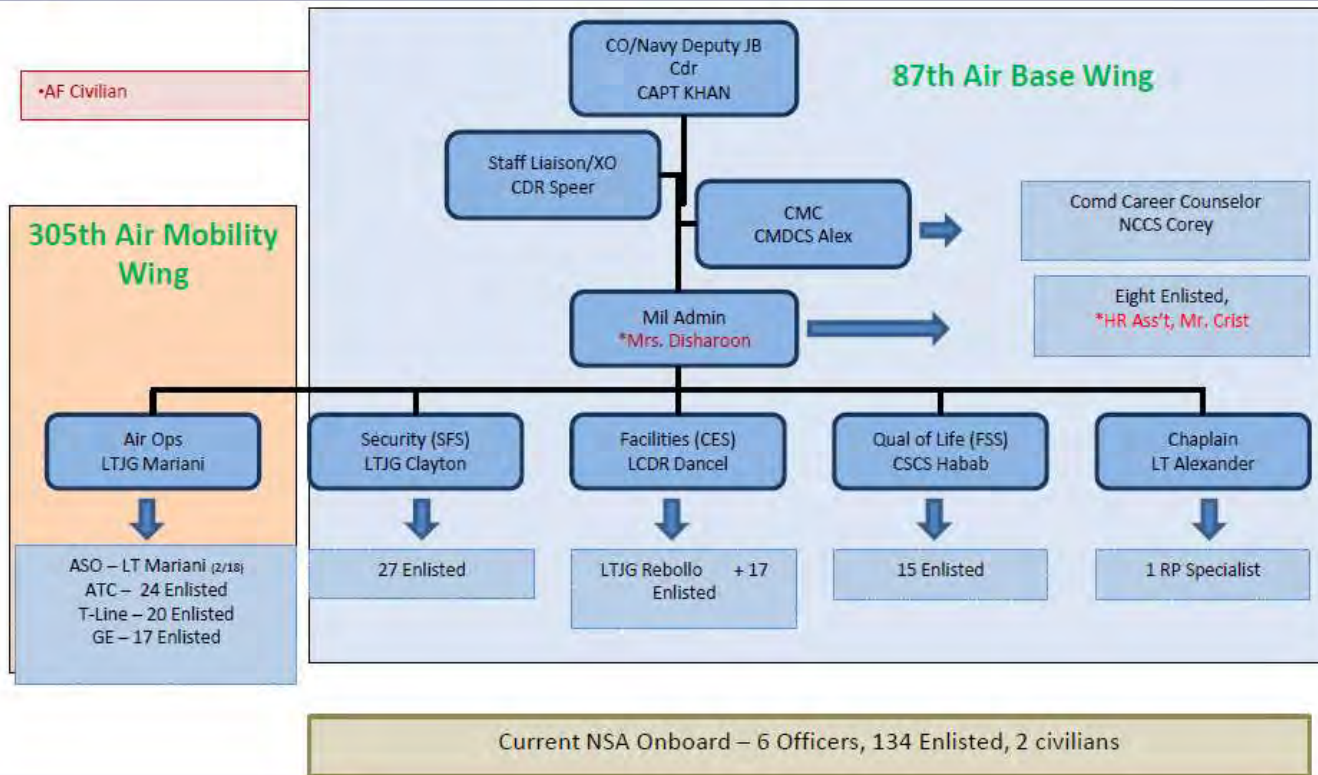 CO/Navy Deputy JB
Cdr
CAPT KHAN
87th Air Base Wing
•AF Civilian
Staff Liaison/XO
CDR Speer
CMC
CMDCS Alex
Comd Career Counselor
NCCS Corey
305th Air Mobility
Wing
Mil Admin
*Mrs. Disharoon
Eight Enlisted,
*HR Ass't, Mr. Crist
Air Ops
LTJG Mariani
Security (SFS)
LTJG Clayton
Facilities (CES)
LCDR Dancel
Qual of Life (FSS)
CSCS Habab
Chaplain
LT Alexander
ASO – LT Mariani (2/18)
ATC – 24 Enlisted
T-Line – 20 Enlisted
GE – 17 Enlisted
27 Enlisted
LTJG Rebollo + 17
Enlisted
15 Enlisted
1 RP Specialist
Current NSA Onboard – 6 Officers, 134 Enlisted, 2 civilians